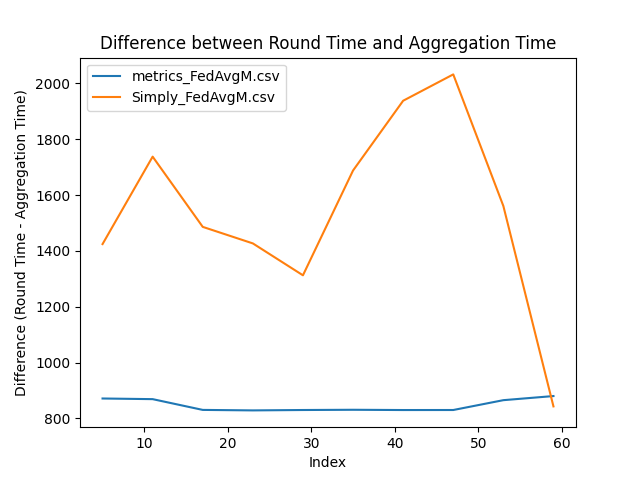 Difference between Round Time and Aggregation Time
metrics_FedAvgM.csv
Simply_FedAvgM.csv
Difference (Round Time - Aggregation Time)
2000
1800
1600
1400
1200
1000
800
10 20 30 40 50 60
Index